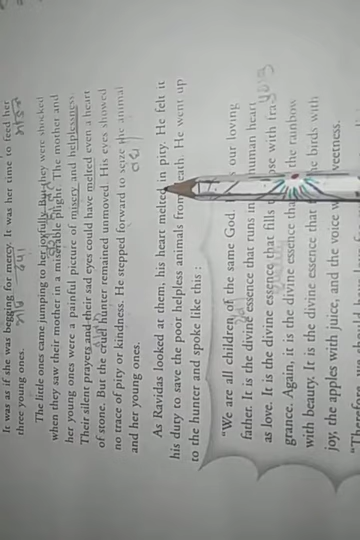 It was as if she was begging for mercy. It was her time to feed her
three young ones.
The little ones came jumping to her joyfully. But they were shocked
when they saw their mother in a miserable plight. The mother and
her young ones were a painful picture of misery and helplessness.
Their silent prayers and their sad eyes could have melted even a heart
of stone. But the cruel hunter remained unmoved. His eyes showed
no trace of pity or kindness. He stepped forward to seize the animal
and her young ones.
As Ravidas looked at them, his heart melted in pity. He felt it
his duty to save the poor helpless animals from death. He went up
to the hunter and spoke like this :
"We are all children of the same God. our loving
father. It is the divine essence that runs in human heart
as love. It is the divine essence that fills with fra
grance. Again, it is the divine essence tha the rainbow
with beauty. It is the divine essence that birds with
joy, the apples with juice, and the voice sweetness.
"Therefore